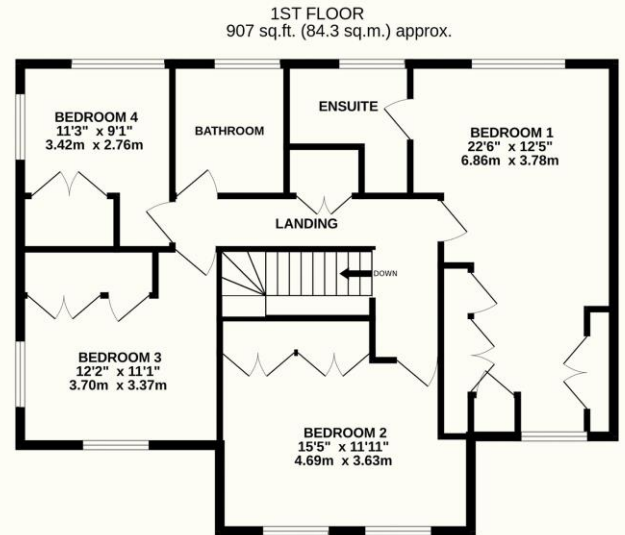 1ST FLOOR
907 sq.ft. (84.3 sq.m.) approx.
BEDROOM 4
11'3" x 9'1"
3.42m x 2.76m
BATHROOM
ENSUITE
BEDROOM 1
22'6" x 12'5"
6.86m x 3.78m
LANDING
DOWN
BEDROOM 3
12'2" x 11'1"
3.70m x 3.37m
BEDROOM 2
15'5" x 11'11"
4.69m x 3.63m